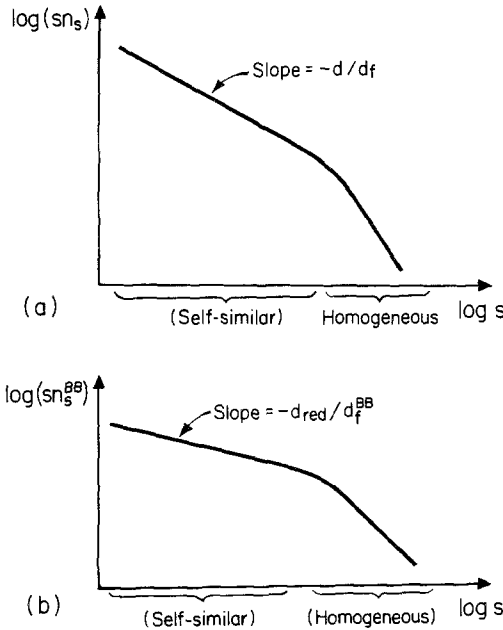 log(sn_s)
Slope = -d/d_f
(a)
(Self-similar) Homogeneous log s
log(sn_s^BB)
Slope = -d_red/d_f^BB
(b)
(Self-similar) (Homogeneous) log s